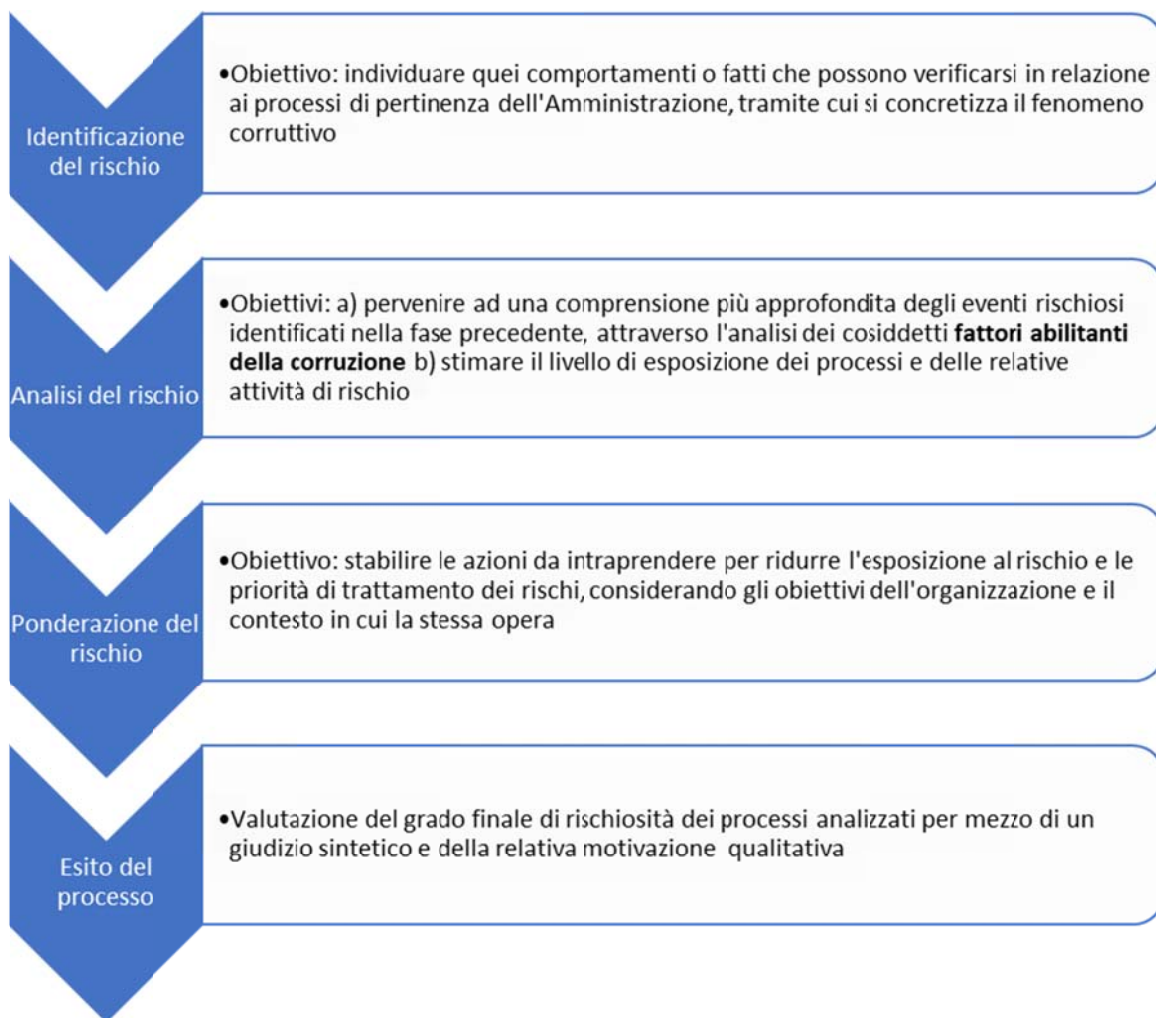 Identificazione
del rischio
•Obiettivo: individuare quei comportamenti o fatti che possono verificarsi in relazione
ai processi di pertinenza dell'Amministrazione, tramite cui si concretizza il fenomeno
corruttivo
Analisi del rischio
•Obiettivi: a) pervenire ad una comprensione più approfondita degli eventi rischiosi
identificati nella fase precedente, attraverso l'analisi dei cosiddetti fattori abilitanti
della corruzione b) stimare il livello di esposizione dei processi e delle relative
attività di rischio
Ponderazione del
rischio
•Obiettivo: stabilire le azioni da intraprendere per ridurre l'esposizione al rischio e le
priorità di trattamento dei rischi, considerando gli obiettivi dell'organizzazione e il
contesto in cui la stessa opera
Esito del
processo
•Valutazione del grado finale di rischiosità dei processi analizzati per mezzo di un
giudizio sintetico e della relativa motivazione qualitativa